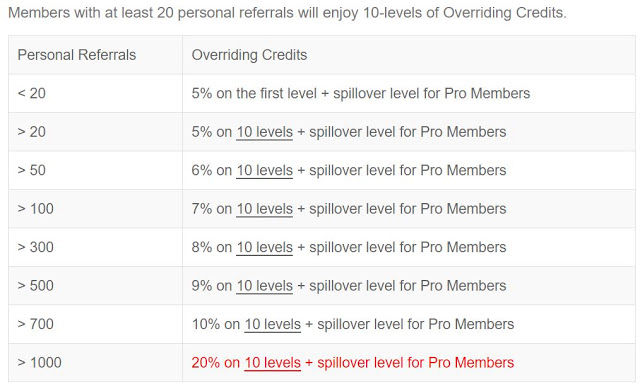 Members with at least 20 personal referrals will enjoy 10-levels of Overriding Credits.
Personal Referrals Overriding Credits
< 20 5% on the first level + spillover level for Pro Members
> 20 5% on 10 levels + spillover level for Pro Members
> 50 6% on 10 levels + spillover level for Pro Members
> 100 7% on 10 levels + spillover level for Pro Members
> 300 8% on 10 levels + spillover level for Pro Members
> 500 9% on 10 levels + spillover level for Pro Members
> 700 10% on 10 levels + spillover level for Pro Members
> 1000 20% on 10 levels + spillover level for Pro Members